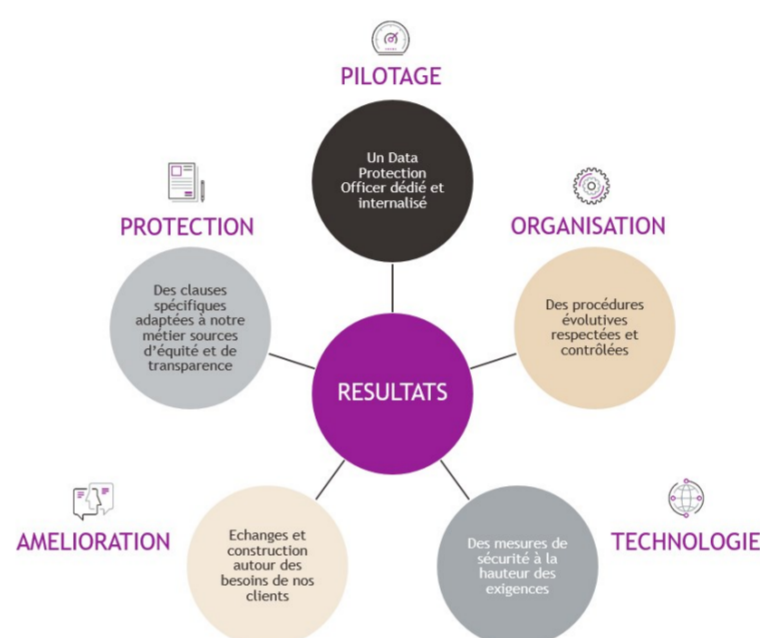 PILOTAGE
Un Data
Protection
Officer dédié et
internalisé
PROTECTION
Des clauses
spécifiques
adaptées à notre
métier sources
d'équité et de
transparence
ORGANISATION
Des procédures
évolutives
respectées et
contrôlées
RESULTATS
AMELIORATION
Echanges et
construction
autour des
besoins de nos
clients
Des mesures de
sécurité à la
hauteur des
exigences
TECHNOLOGIE